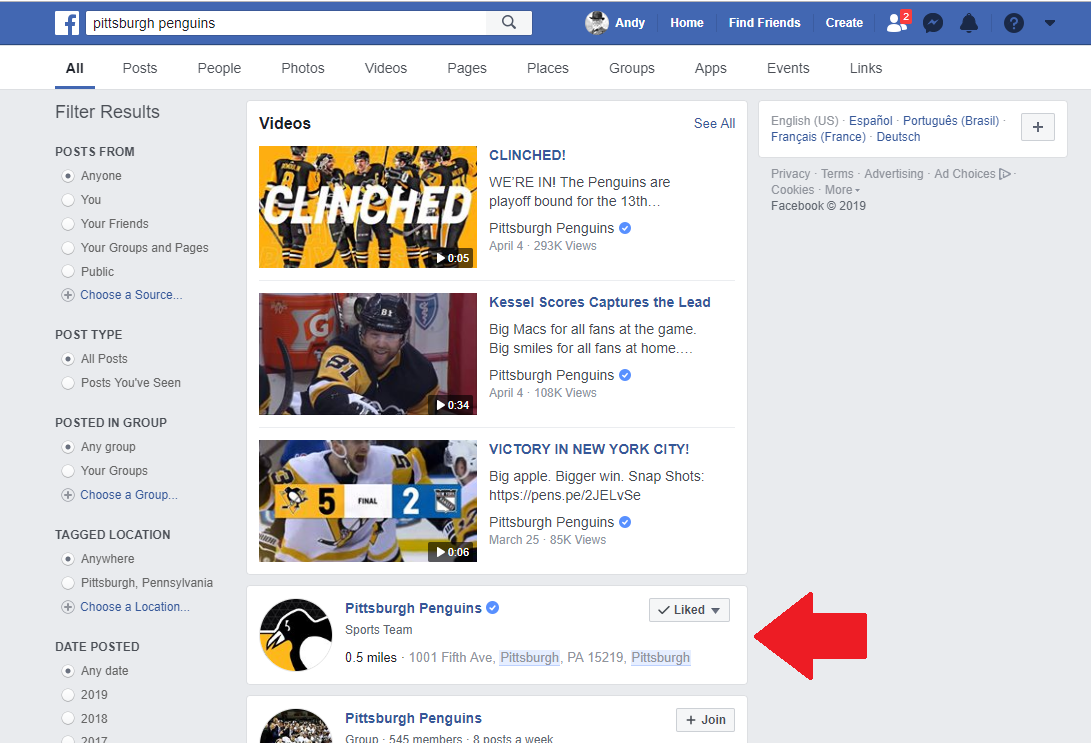 pittsburgh penguins
Andy Home Find Friends Create 2
All Posts People Photos Videos Pages Places Groups Apps Events Links
Filter Results
POSTS FROM
Anyone
You
Your Friends
Your Groups and Pages
Public
Choose a Source...
POST TYPE
All Posts
Posts You've Seen
POSTED IN GROUP
Any group
Your Groups
Choose a Group...
TAGGED LOCATION
Anywhere
Pittsburgh, Pennsylvania
Choose a Location...
DATE POSTED
Any date
2019
2018
2017
Videos See All
CLINCHED
0:05
CLINCHED!
WE'RE IN! The Penguins are
playoff bound for the 13th...
Pittsburgh Penguins
April 4 · 293K Views
G
81
81
0:34
Kessel Scores Captures the Lead
Big Macs for all fans at the game.
Big smiles for all fans at home....
Pittsburgh Penguins
April 4 · 108K Views
5 FINAL 2
0:06
VICTORY IN NEW YORK CITY!
Big apple. Bigger win. Snap Shots:
https://pens.pe/2JELvSe
Pittsburgh Penguins
March 25 · 85K Views
Pittsburgh Penguins Liked
Sports Team
0.5 miles · 1001 Fifth Ave, Pittsburgh, PA 15219, Pittsburgh
Pittsburgh Penguins + Join
Group · 545 members · 8 posts a week
English (US) · Español · Português (Brasil) ·
Français (France) · Deutsch
+
Privacy · Terms · Advertising · Ad Choices ·
Cookies · More
Facebook © 2019